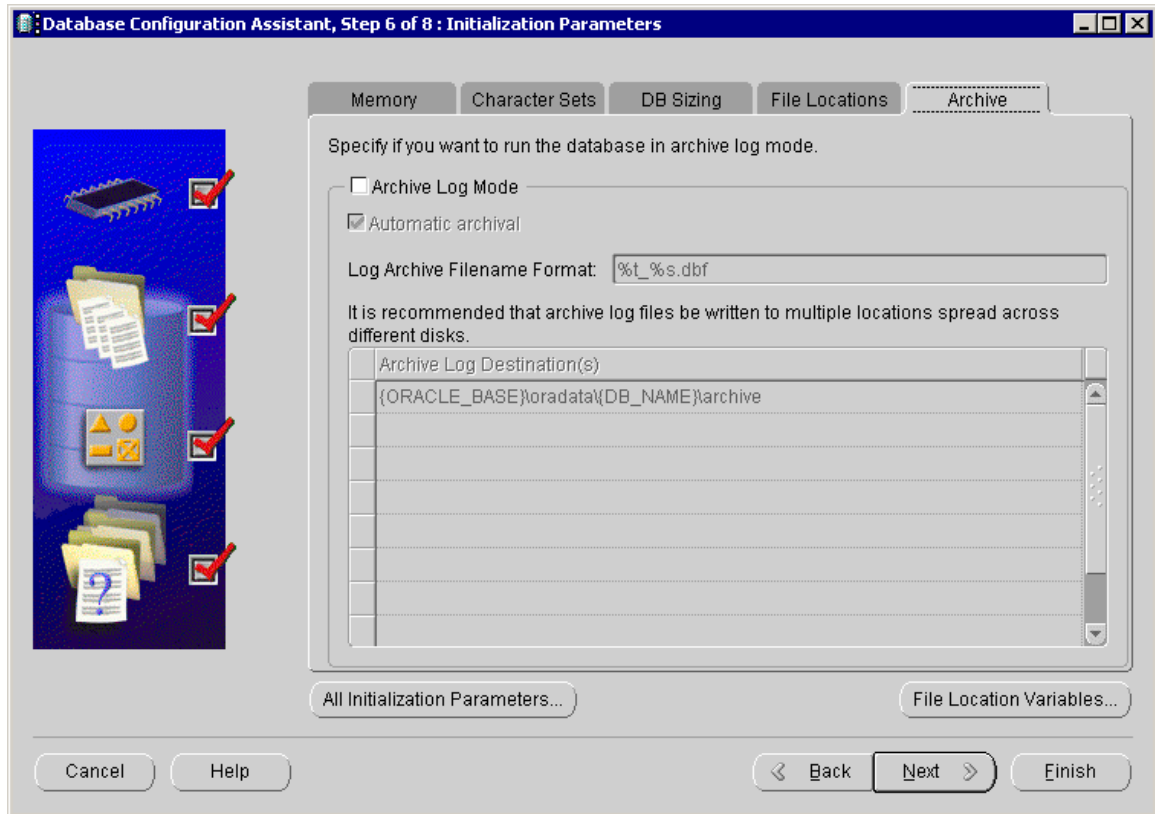 Database Configuration Assistant, Step 6 of 8 : Initialization Parameters
Memory
Character Sets
DB Sizing
File Locations
Archive
Specify if you want to run the database in archive log mode.
Archive Log Mode
Automatic archival
Log Archive Filename Format: %t_%s.dbf
It is recommended that archive log files be written to multiple locations spread across
different disks.
Archive Log Destination(s)
{ORACLE_BASE}\oradata\{DB_NAME}\archive
?
All Initialization Parameters...
File Location Variables...
Cancel
Help
Back
Next
Finish